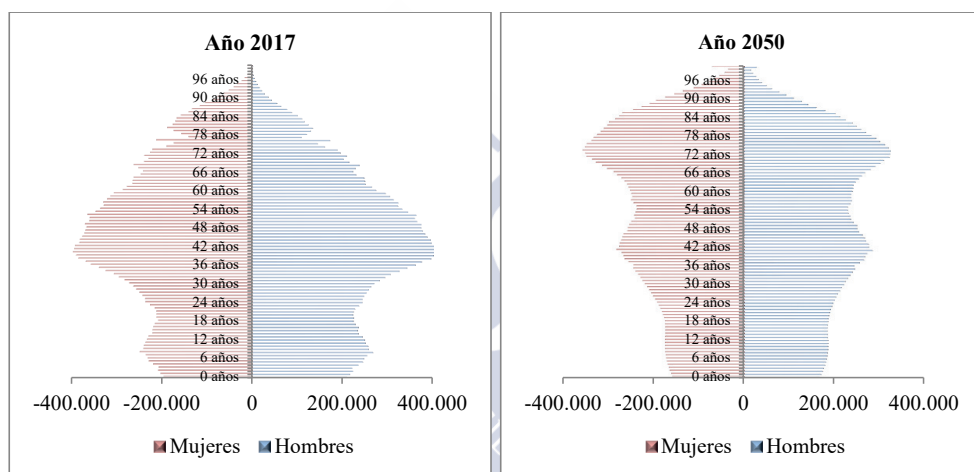 Año 2017
96 años
90 años
84 años
78 años
72 años
66 años
60 años
54 años
48 años
42 años
36 años
30 años
24 años
18 años
12 años
6 años
0 años
-400.000 -200.000 0 200.000 400.000
Mujeres Hombres
Año 2050
96 años
90 años
84 años
78 años
72 años
66 años
60 años
54 años
48 años
42 años
36 años
30 años
24 años
18 años
12 años
6 años
0 años
-400.000 -200.000 0 200.000 400.000
Mujeres Hombres